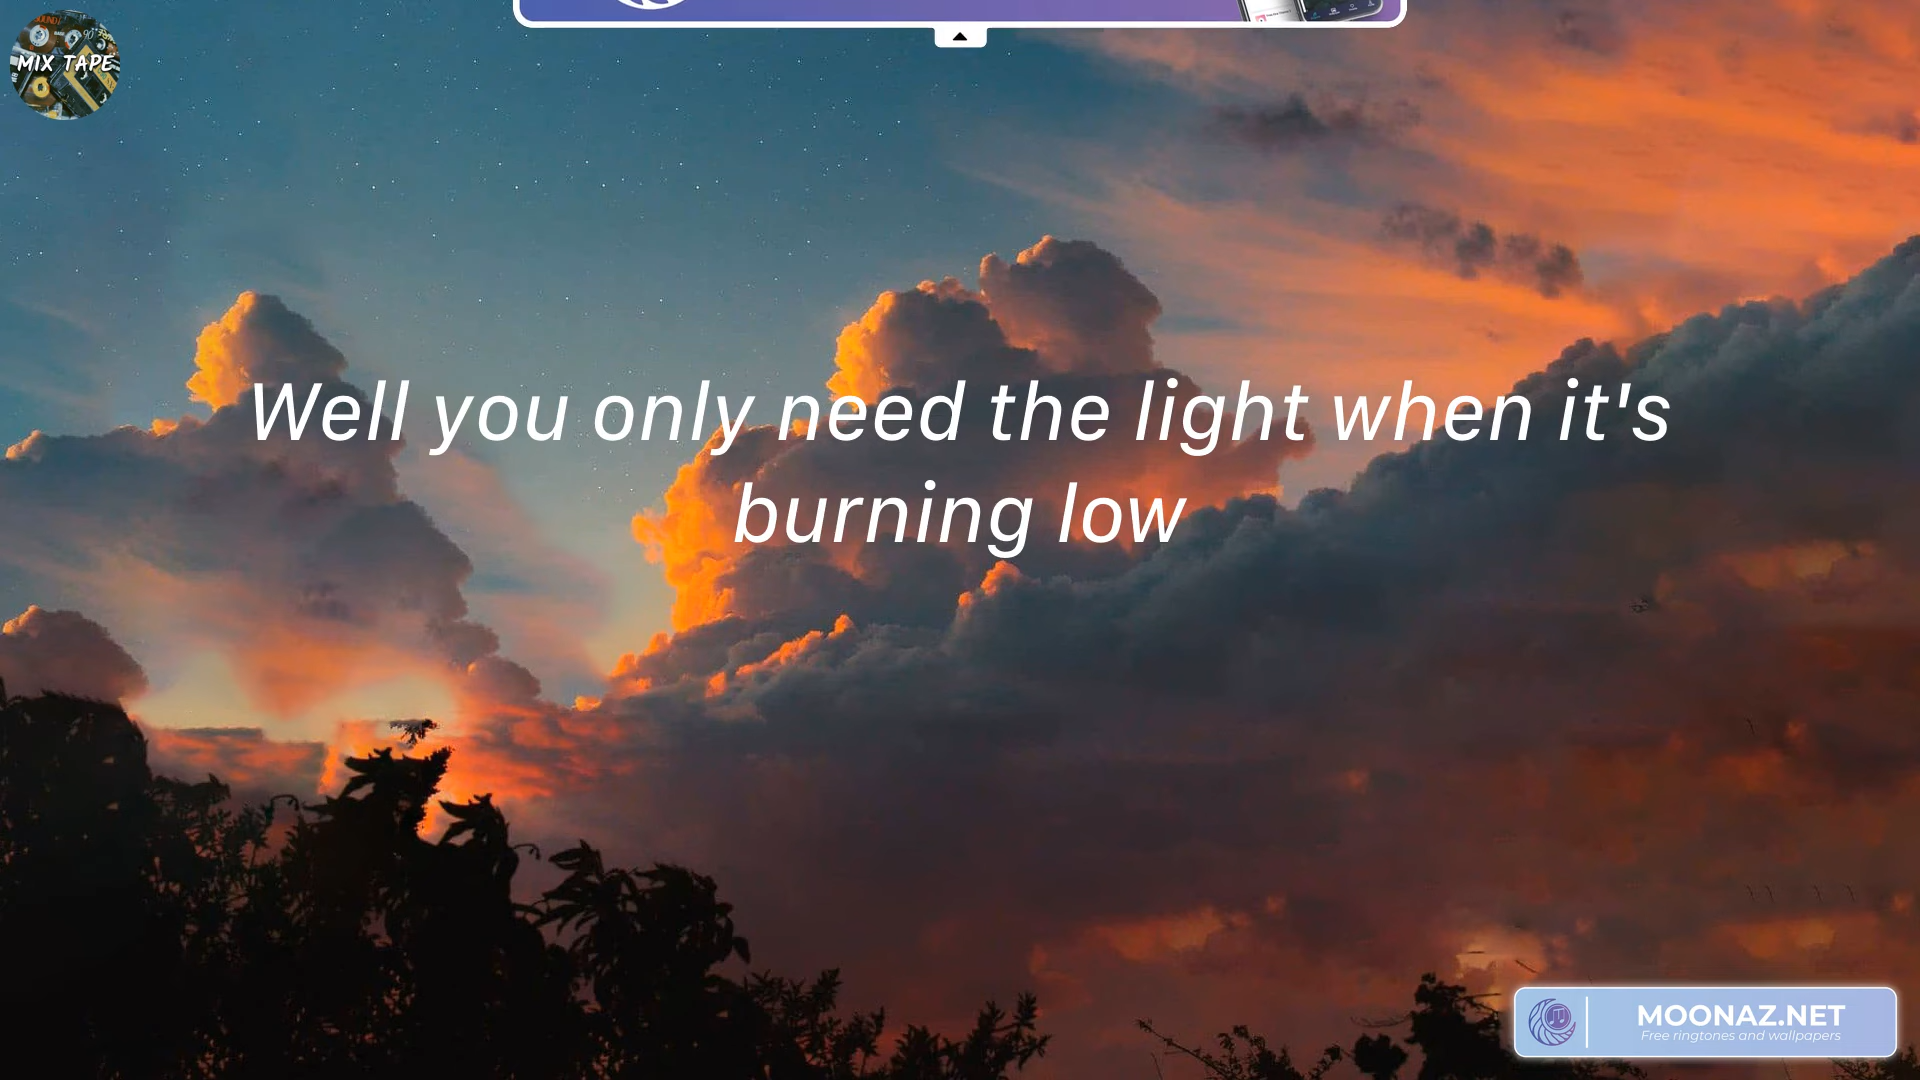 MIX TAPE
Well you only need the light when it's
burning low
MOONAZ.NET
Free ringtones and wallpapers